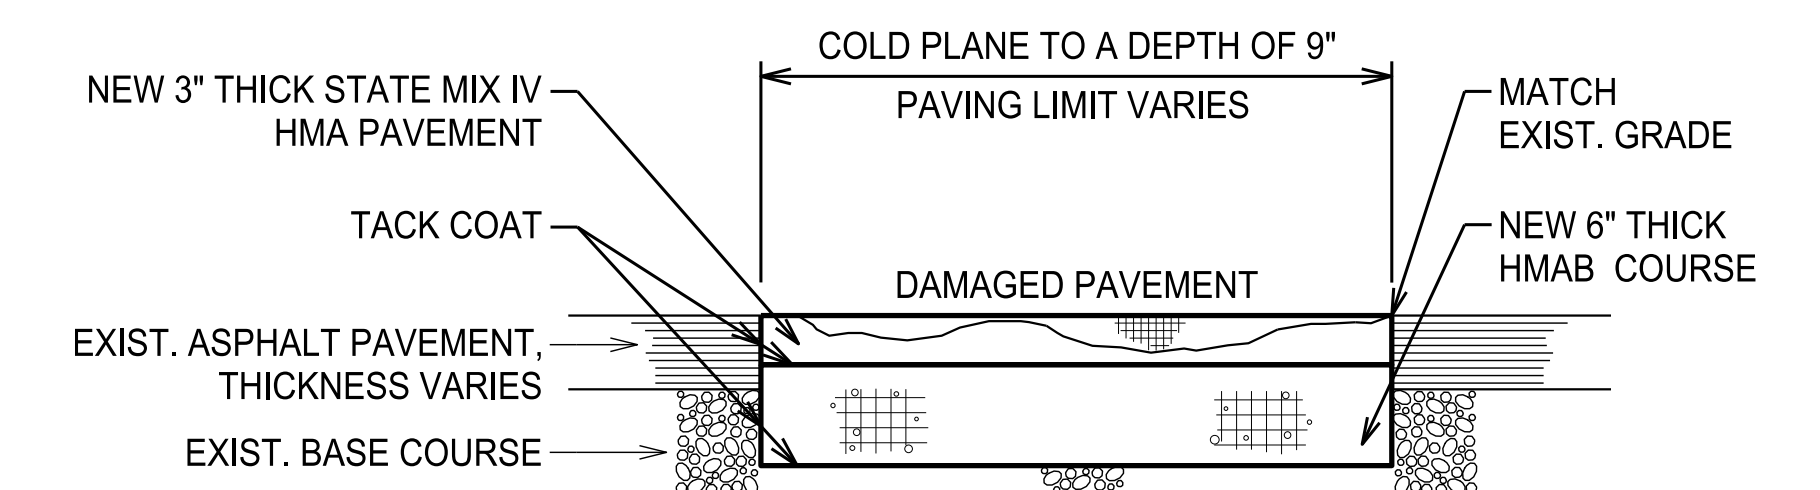 COLD PLANE TO A DEPTH OF 9"
PAVING LIMIT VARIES
NEW 3" THICK STATE MIX IV
HMA PAVEMENT
TACK COAT
EXIST. ASPHALT PAVEMENT,
THICKNESS VARIES
EXIST. BASE COURSE
DAMAGED PAVEMENT
MATCH
EXIST. GRADE
NEW 6" THICK
HMAB COURSE